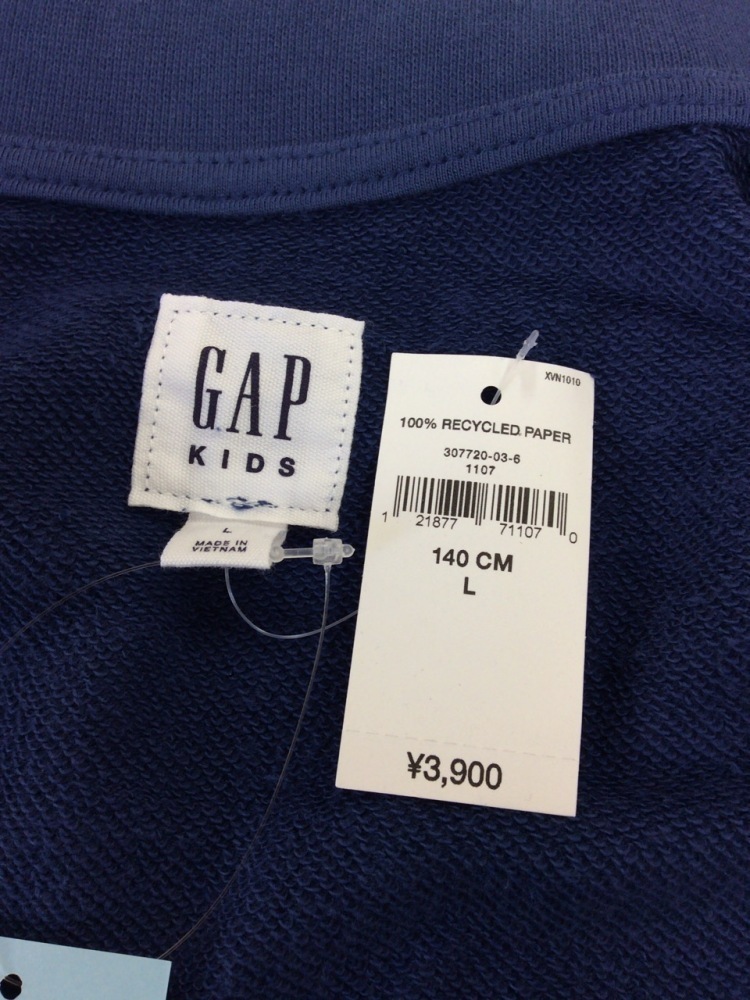 GAP
KIDS
L
MADE IN
VIETNAM
XVN1010
100% RECYCLED PAPER
307720-03-6
1107
1 21877 71107 0
140 CM
L
¥3,900